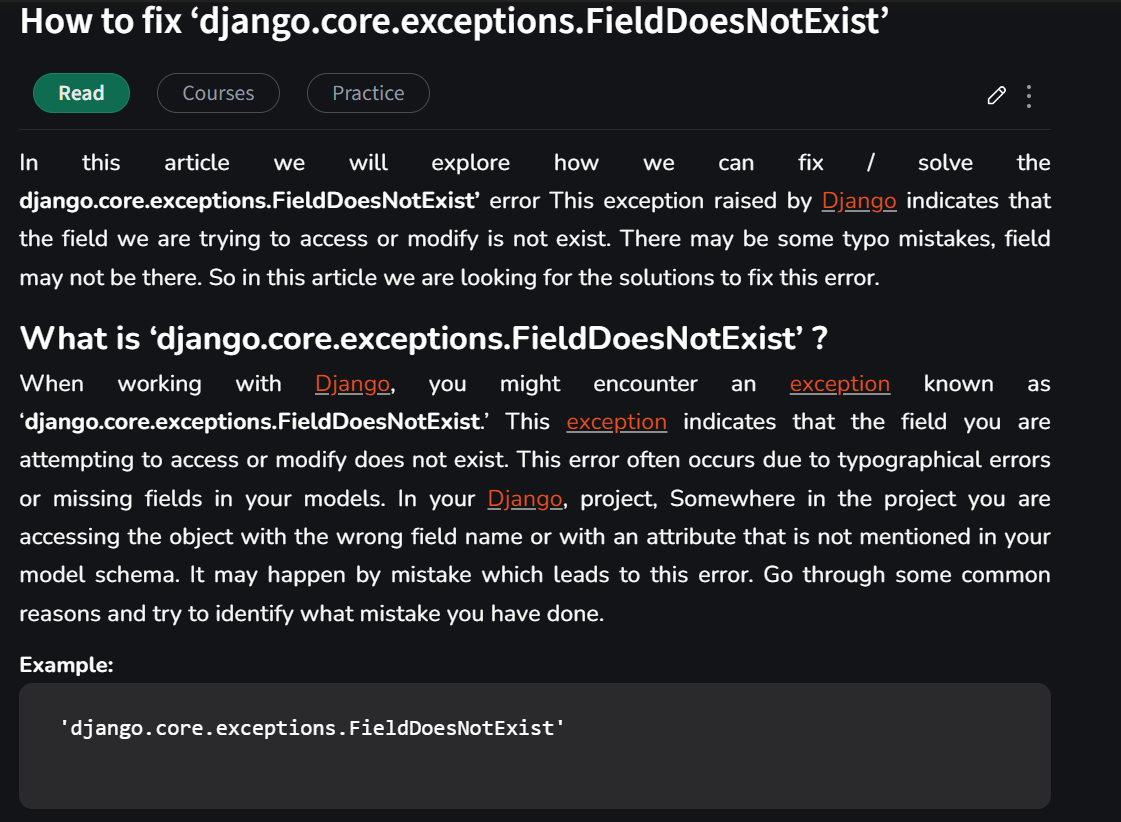 How to fix ‘django.core.exceptions.FieldDoesNotExist’
Read Courses Practice
In this article we will explore how we can fix / solve the
django.core.exceptions.FieldDoesNotExist’ error This exception raised by Django indicates that
the field we are trying to access or modify is not exist. There may be some typo mistakes, field
may not be there. So in this article we are looking for the solutions to fix this error.
What is ‘django.core.exceptions.FieldDoesNotExist’ ?
When working with Django, you might encounter an exception known as
‘django.core.exceptions.FieldDoesNotExist.’ This exception indicates that the field you are
attempting to access or modify does not exist. This error often occurs due to typographical errors
or missing fields in your models. In your Django, project, Somewhere in the project you are
accessing the object with the wrong field name or with an attribute that is not mentioned in your
model schema. It may happen by mistake which leads to this error. Go through some common
reasons and try to identify what mistake you have done.
Example:
'django.core.exceptions.FieldDoesNotExist'